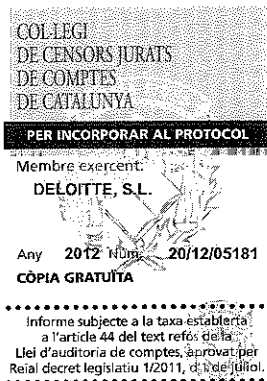 COL·LEGI
DE CENSORS JURATS
DE COMPTES
DE CATALUNYA
PER INCORPORAR AL PROTOCOL
Membre exercent:
DELOITTE, S.L.
Any 2012 Núm. 20/12/05181
CÒPIA GRATUÏTA
Informe subjecte a la taxa establerta
a l'article 44 del text refós de la
Llei d'auditoria de comptes, aprovat per
Reial decret legislatiu 1/2011, d'1 de juliol.